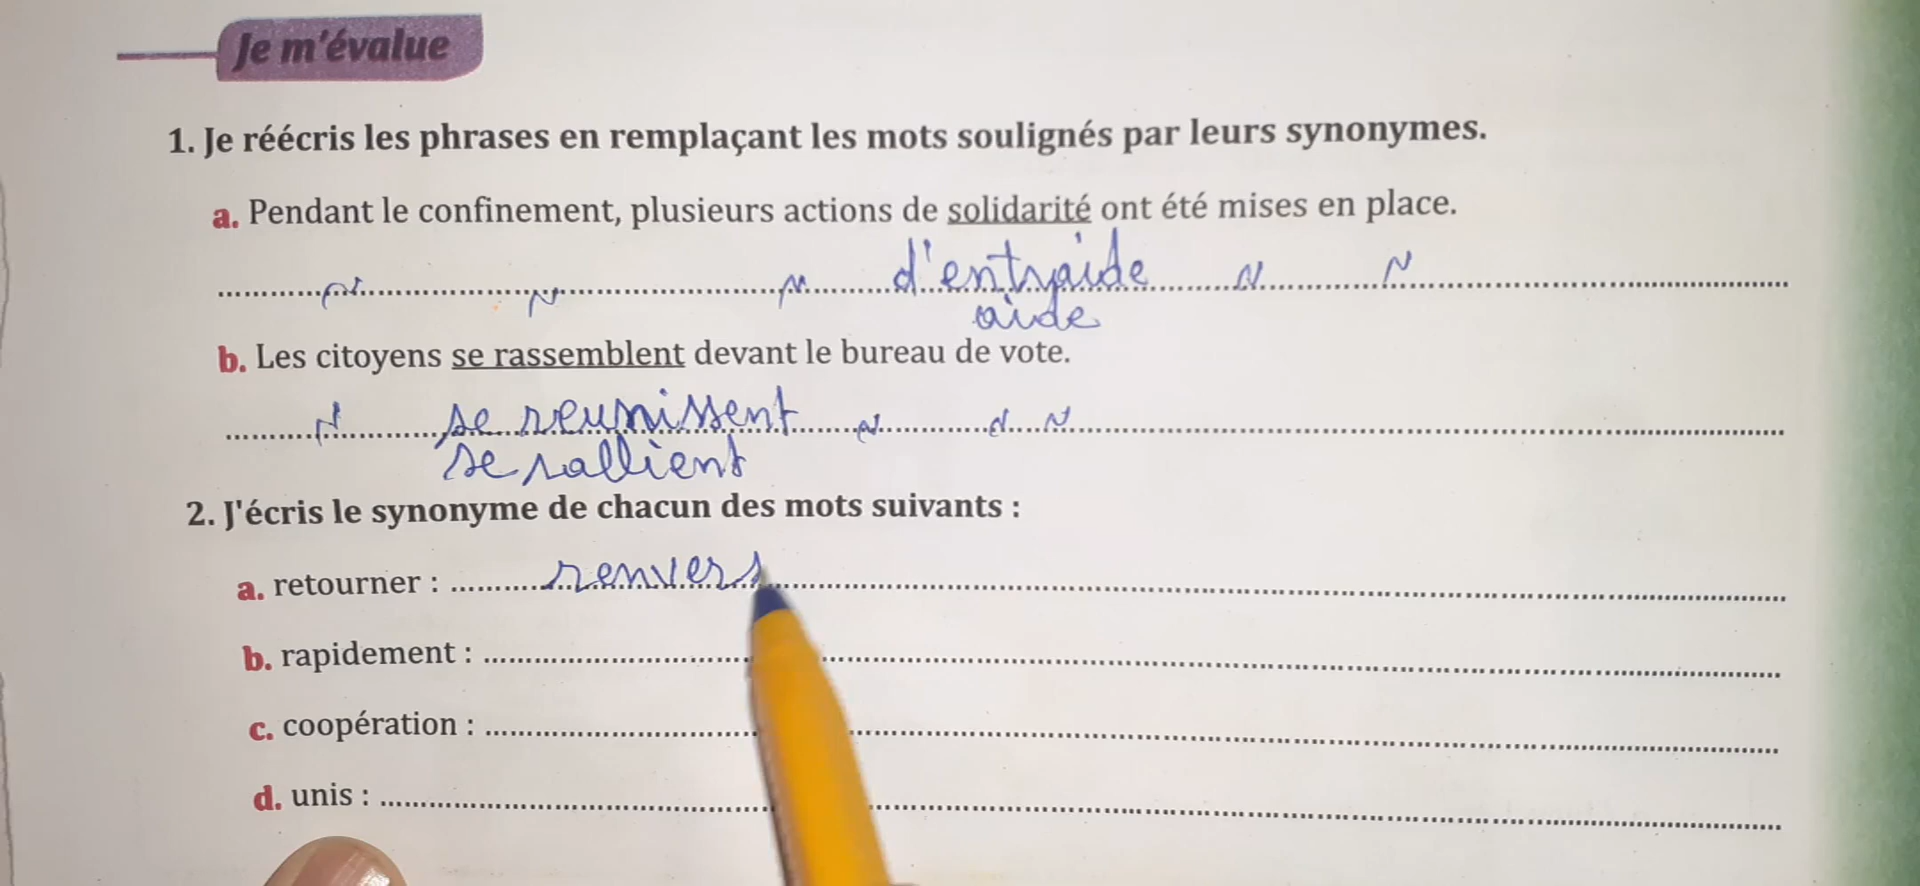 Je m'évalue
1. Je réécris les phrases en remplaçant les mots soulignés par leurs synonymes.
a. Pendant le confinement, plusieurs actions de solidarité ont été mises en place.
d'entraide
aide
b. Les citoyens se rassemblent devant le bureau de vote.
se reunissent
se rallient
2. J'écris le synonyme de chacun des mots suivants :
a. retourner : renvers
b. rapidement :
c. coopération :
d. unis :